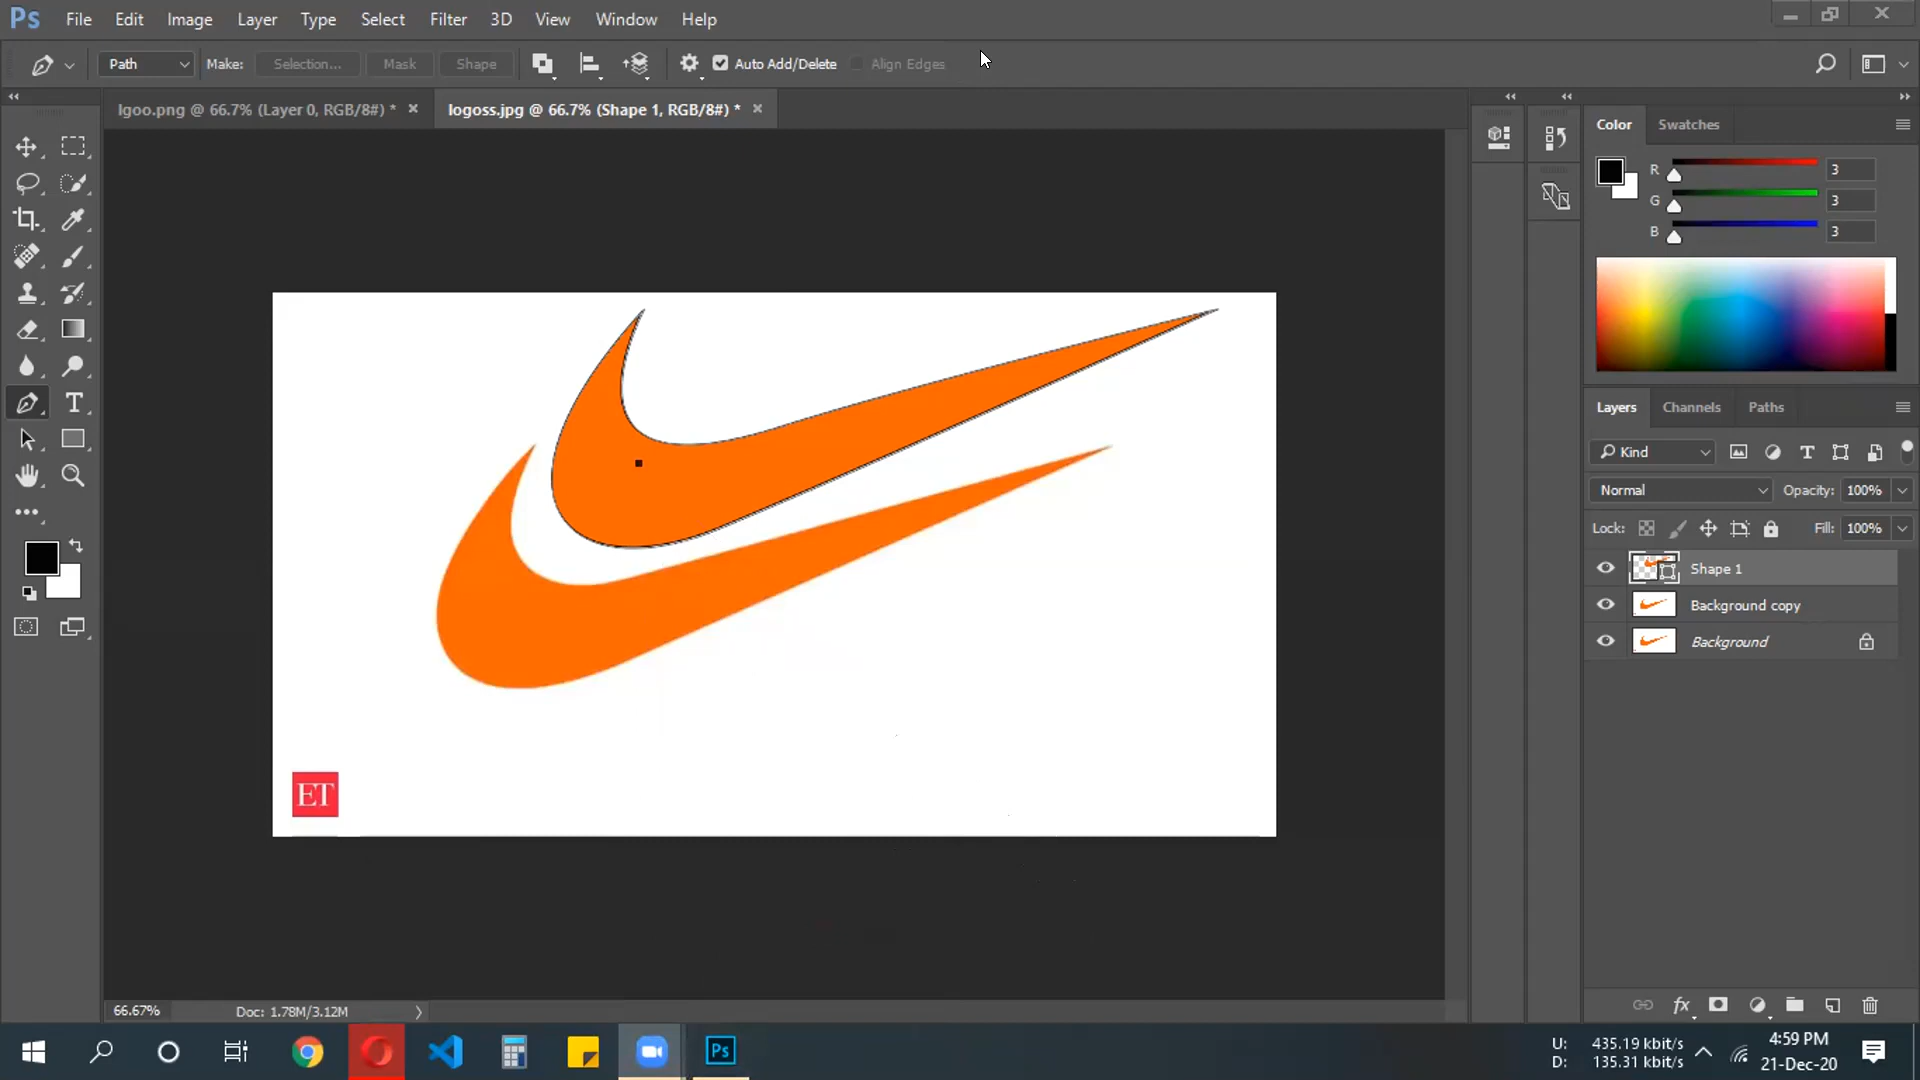 Ps File Edit Image Layer Type Select Filter 3D View Window Help
Path Make: Selection... Mask Shape Auto Add/Delete Align Edges
lgoo.png @ 66.7% (Layer 0, RGB/8#) * logoss.jpg @ 66.7% (Shape 1, RGB/8#) *
Color Swatches
R 3
G 3
B 3
Layers Channels Paths
Kind
Normal Opacity: 100%
Lock: Fill: 100%
Shape 1
Background copy
Background
T
ET
66.67% Doc: 1.78M/3.12M
fx
Ps
U: 435.19 kbit/s
D: 135.31 kbit/s
4:59 PM
21-Dec-20